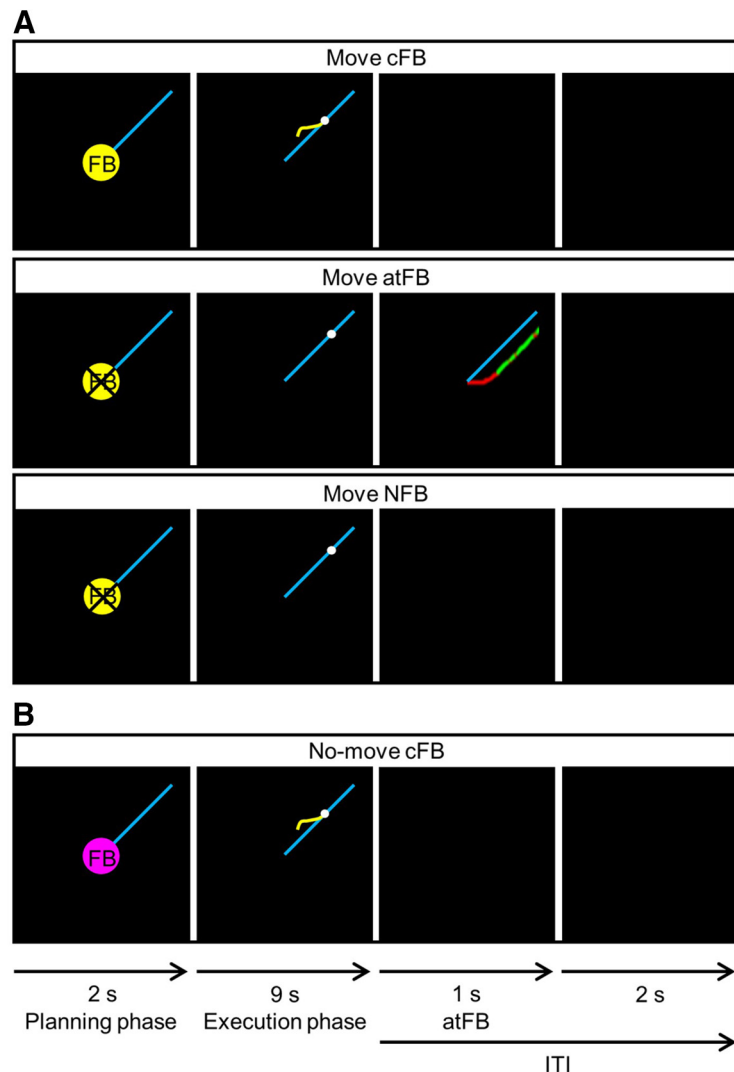 A
Move cFB
FB
Move atFB
FB
Move NFB
FB
B
No-move cFB
FB
2 s 9 s 1 s 2 s
Planning phase Execution phase atFB
ITI